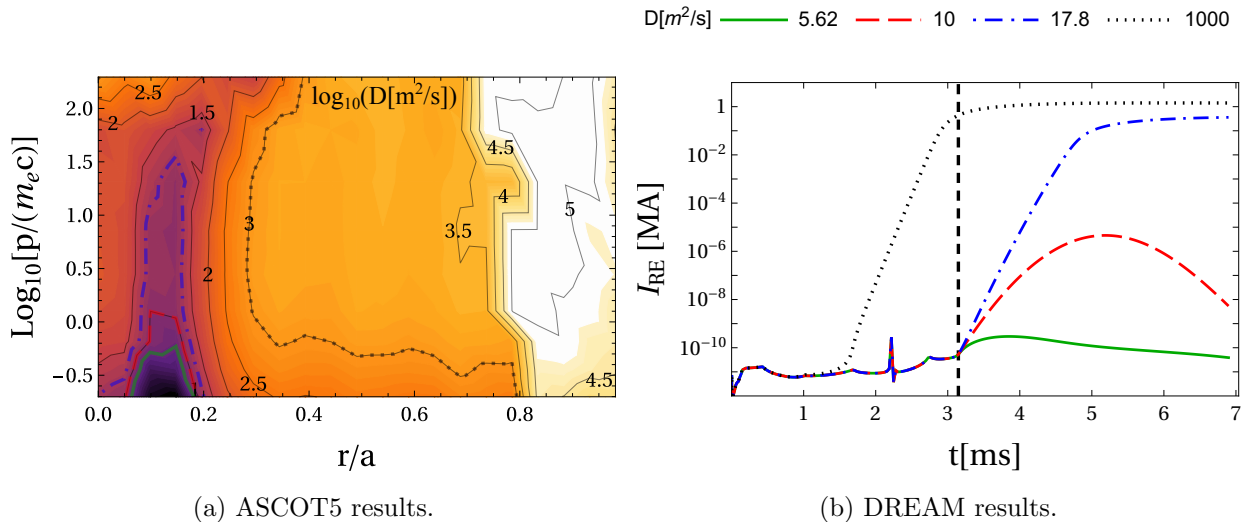 D[m²/s] 5.62 10 17.8 1000
log₁₀(D[m²/s])
2.5
2
1.5
4.5
5
4
3
3.5
2
2.5
4.5
Log₁₀[p/(mₑc)]
2.0
1.5
1.0
0.5
0.0
−0.5
0.0 0.2 0.4 0.6 0.8
r/a
(a) ASCOT5 results.
I_RE [MA]
1
10⁻²
10⁻⁴
10⁻⁶
10⁻⁸
10⁻¹⁰
1 2 3 4 5 6 7
t[ms]
(b) DREAM results.